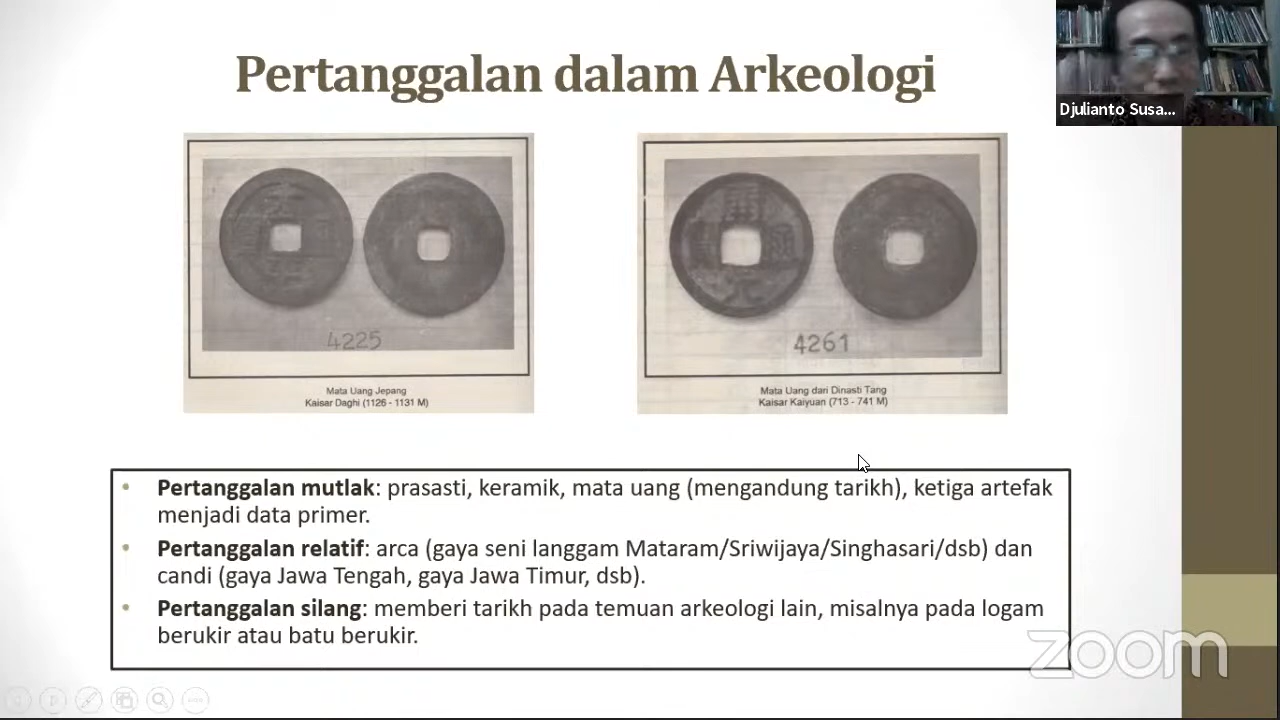 Pertanggalan dalam Arkeologi
Djulianto Susa...
4225
Mata Uang Jepang
Kaisar Daghi (1126 - 1131 M)
開
元
4261
Mata Uang dari Dinasti Tang
Kaisar Kaiyuan (713 - 741 M)
• Pertanggalan mutlak: prasasti, keramik, mata uang (mengandung tarikh), ketiga artefak
menjadi data primer.
• Pertanggalan relatif: arca (gaya seni langgam Mataram/Sriwijaya/Singhasari/dsb) dan
candi (gaya Jawa Tengah, gaya Jawa Timur, dsb).
• Pertanggalan silang: memberi tarikh pada temuan arkeologi lain, misalnya pada logam
berukir atau batu berukir.
zoom